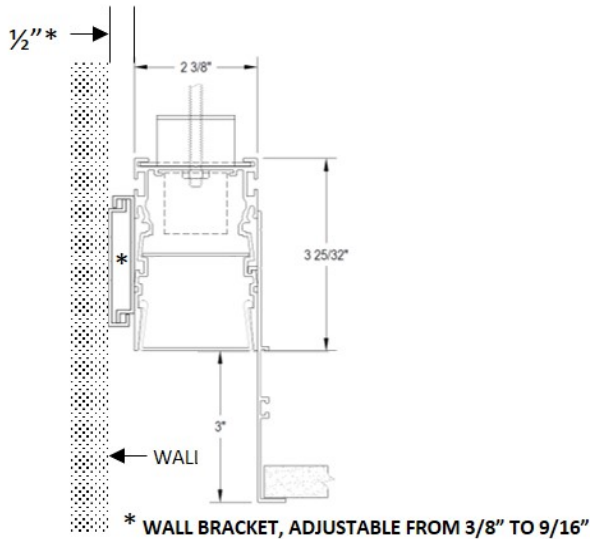 ½”*
2 3/8"
*
3 25/32"
3"
WALL
* WALL BRACKET, ADJUSTABLE FROM 3/8” TO 9/16”